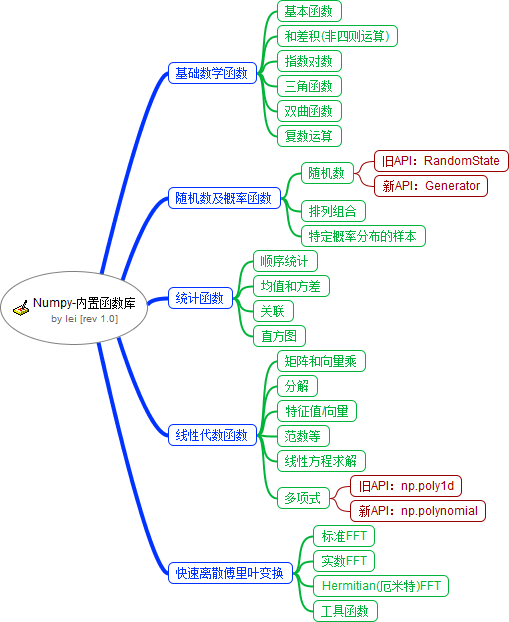 Numpy-内置函数库
by lei [rev 1.0]
基础数学函数
基本函数
和差积(非四则运算)
指数对数
三角函数
双曲函数
复数运算
随机数及概率函数
随机数
旧API：RandomState
新API：Generator
排列组合
特定概率分布的样本
统计函数
顺序统计
均值和方差
关联
直方图
线性代数函数
矩阵和向量乘
分解
特征值/向量
范数等
线性方程求解
多项式
旧API：np.poly1d
新API：np.polynomial
快速离散傅里叶变换
标准FFT
实数FFT
Hermitian(厄米特)FFT
工具函数